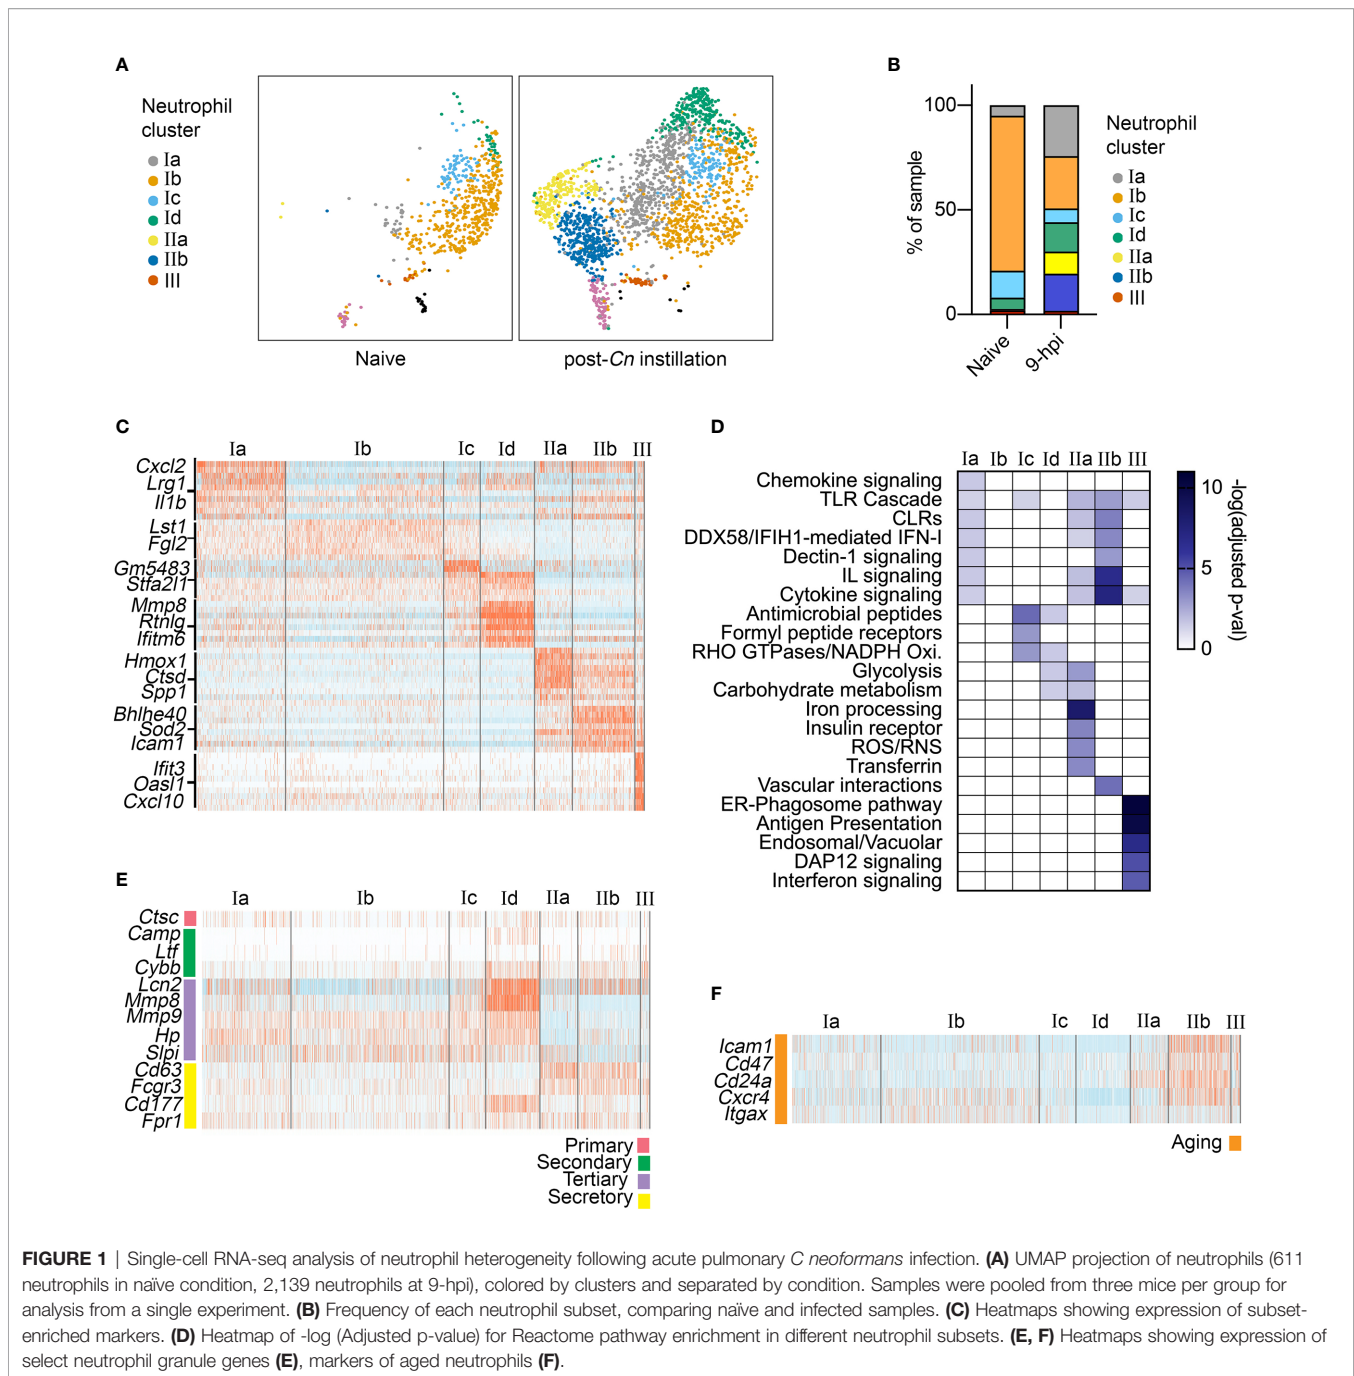 A
Neutrophil
cluster
Ia
Ib
Ic
Id
IIa
IIb
III
Naive
post-Cn instillation
B
% of sample
100
50
0
Naive
9-hpi
Neutrophil
cluster
Ia
Ib
Ic
Id
IIa
IIb
III
C
Ia Ib Ic Id IIa IIb III
Cxcl2
Lrg1
Il1b
Lst1
Fgl2
Gm5483
Stfa2l1
Mmp8
Rtnlg
Ifitm6
Hmox1
Ctsd
Spp1
Bhlhe40
Sod2
Icam1
Ifit3
Oasl1
Cxcl10
D
Ia Ib Ic Id IIa IIb III
Chemokine signaling
TLR Cascade
CLRs
DDX58/IFIH1-mediated IFN-I
Dectin-1 signaling
IL signaling
Cytokine signaling
Antimicrobial peptides
Formyl peptide receptors
RHO GTPases/NADPH Oxi.
Glycolysis
Carbohydrate metabolism
Iron processing
Insulin receptor
ROS/RNS
Transferrin
Vascular interactions
ER-Phagosome pathway
Antigen Presentation
Endosomal/Vacuolar
DAP12 signaling
Interferon signaling
10
5
0
-log(adjusted p-val)
E
Ia Ib Ic Id IIa IIb III
Ctsc
Camp
Ltf
Cybb
Lcn2
Mmp8
Mmp9
Hp
Slpi
Cd63
Fcgr3
Cd177
Fpr1
Primary
Secondary
Tertiary
Secretory
F
Ia Ib Ic Id IIa IIb III
Icam1
Cd47
Cd24a
Cxcr4
Itgax
Aging
FIGURE 1 | Single-cell RNA-seq analysis of neutrophil heterogeneity following acute pulmonary C neoformans infection. (A) UMAP projection of neutrophils (611
neutrophils in naïve condition, 2,139 neutrophils at 9-hpi), colored by clusters and separated by condition. Samples were pooled from three mice per group for
analysis from a single experiment. (B) Frequency of each neutrophil subset, comparing naïve and infected samples. (C) Heatmaps showing expression of subset-
enriched markers. (D) Heatmap of -log (Adjusted p-value) for Reactome pathway enrichment in different neutrophil subsets. (E, F) Heatmaps showing expression of
select neutrophil granule genes (E), markers of aged neutrophils (F).